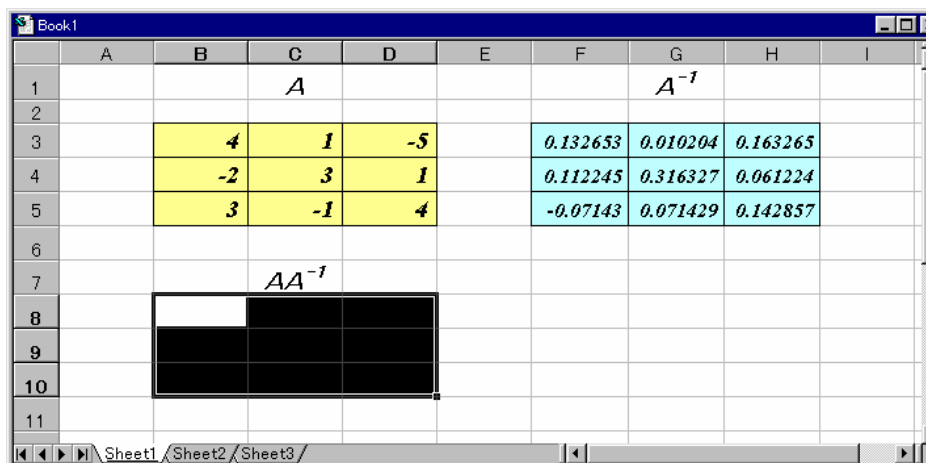 Book1
A B C D E F G H I
1 A A⁻¹
2
3 4 1 -5 0.132653 0.010204 0.163265
4 -2 3 1 0.112245 0.316327 0.061224
5 3 -1 4 -0.07143 0.071429 0.142857
6
7 AA⁻¹
8
9
10
11
Sheet1 Sheet2 Sheet3